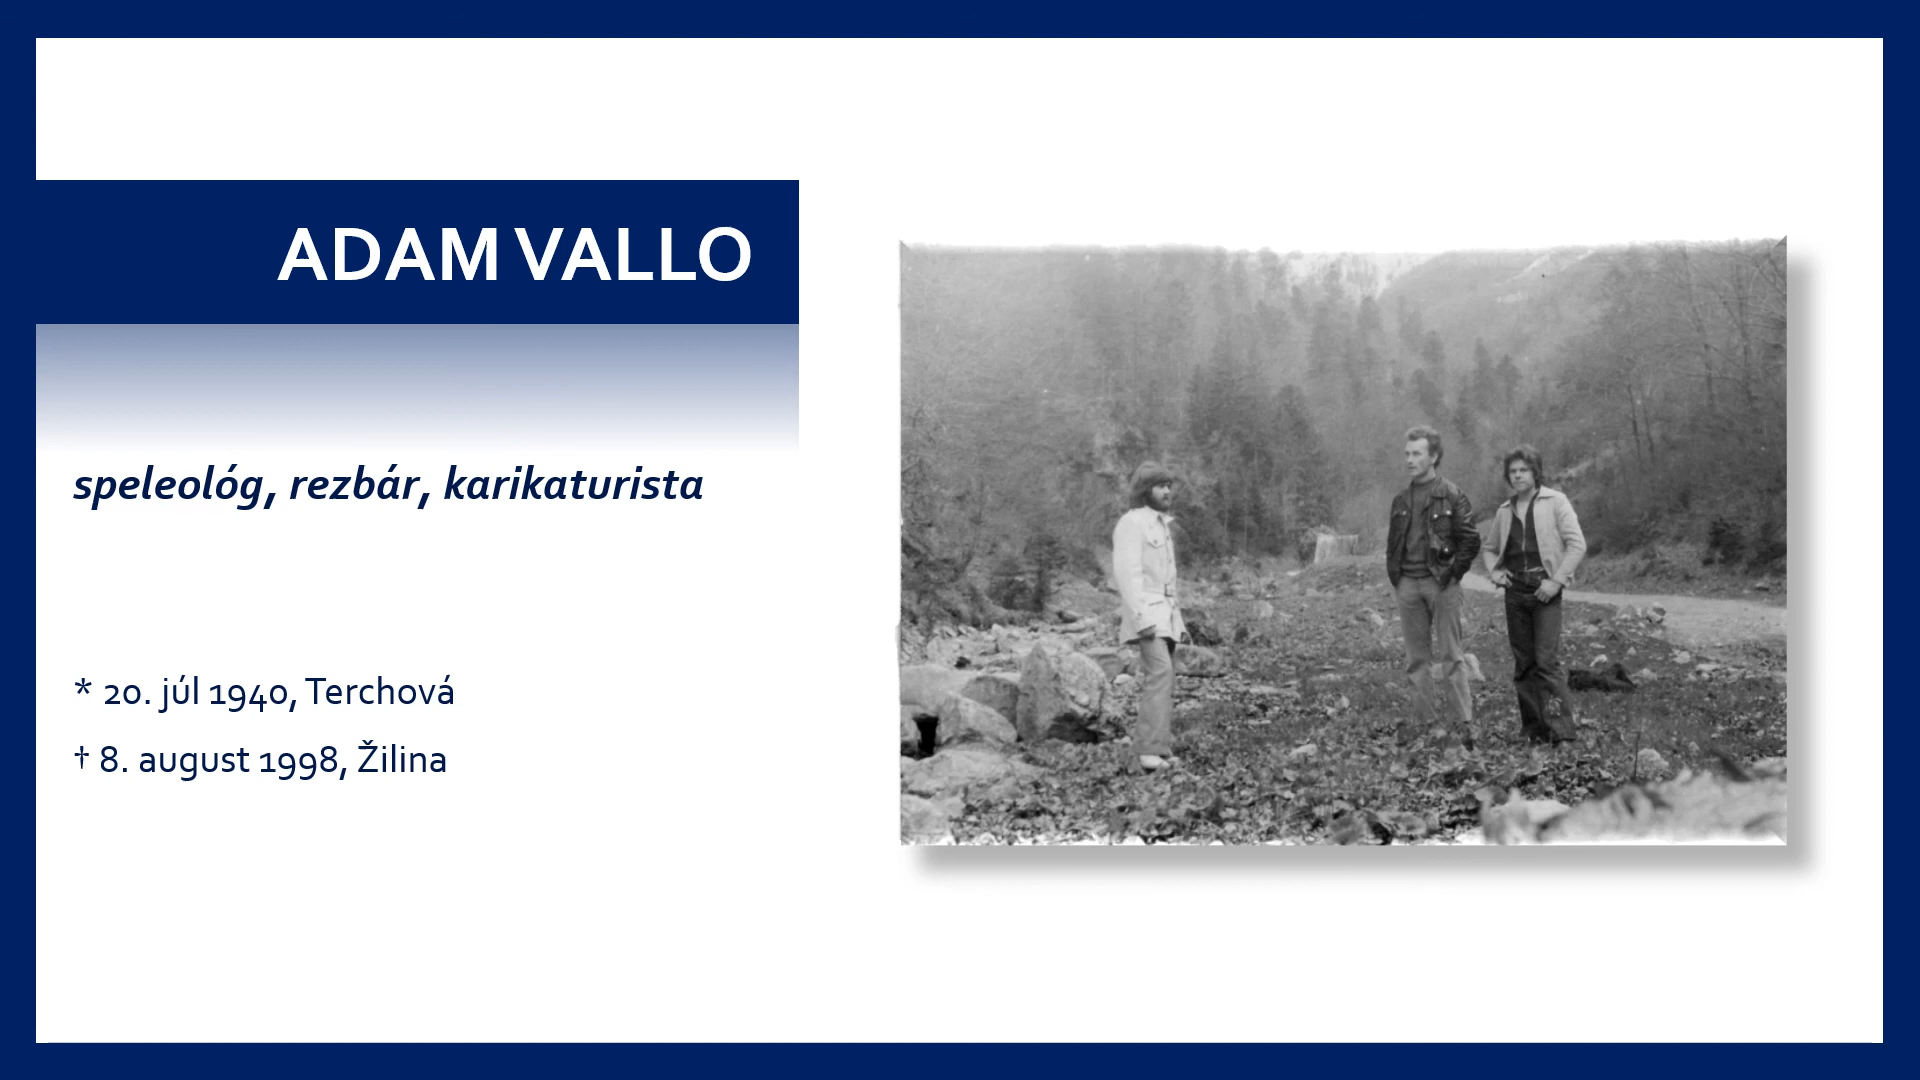 ADAM VALLO
speleológ, rezbár, karikaturista
* 20. júl 1940, Terchová
† 8. august 1998, Žilina